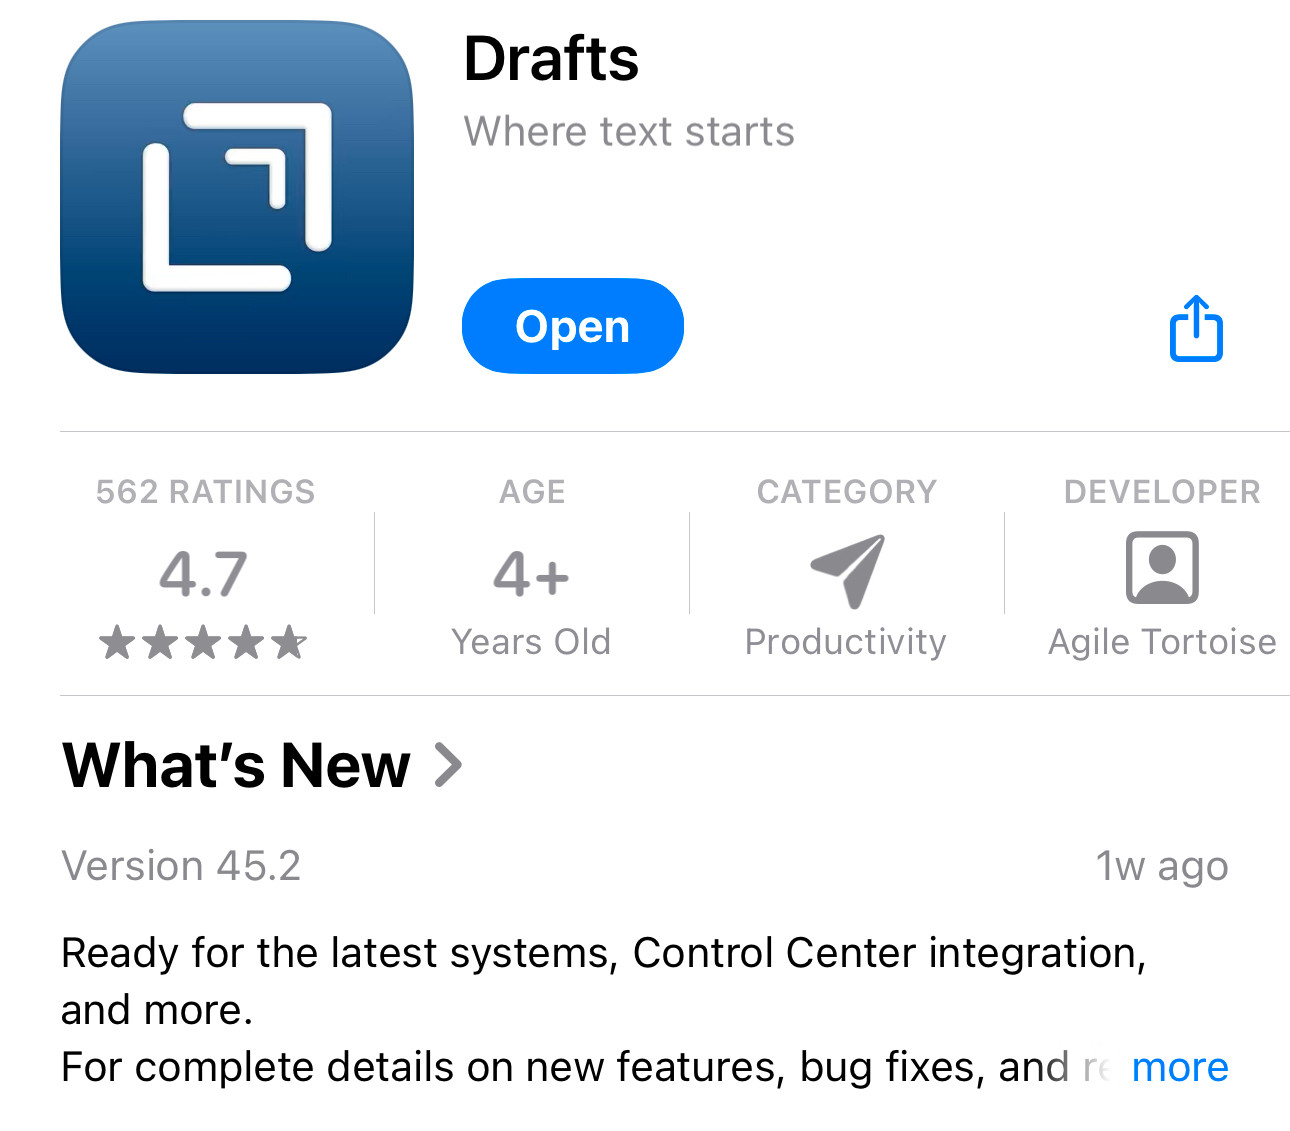 Drafts
Where text starts
Open
562 RATINGS
4.7
AGE
4+
Years Old
CATEGORY
Productivity
DEVELOPER
Agile Tortoise
What's New
Version 45.2
1w ago
Ready for the latest systems, Control Center integration,
and more.
For complete details on new features, bug fixes, and more